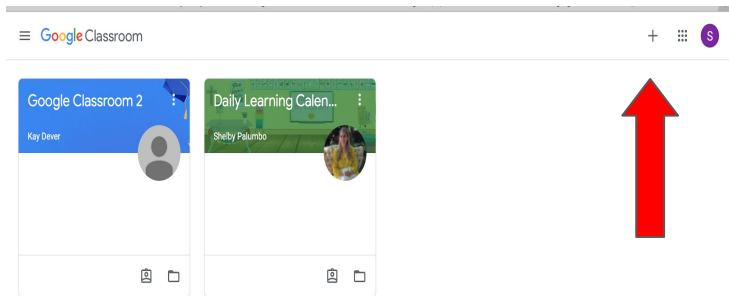 Google Classroom
S
Google Classroom 2
Daily Learning Calen...
Kay Dever
Shelby Palumbo